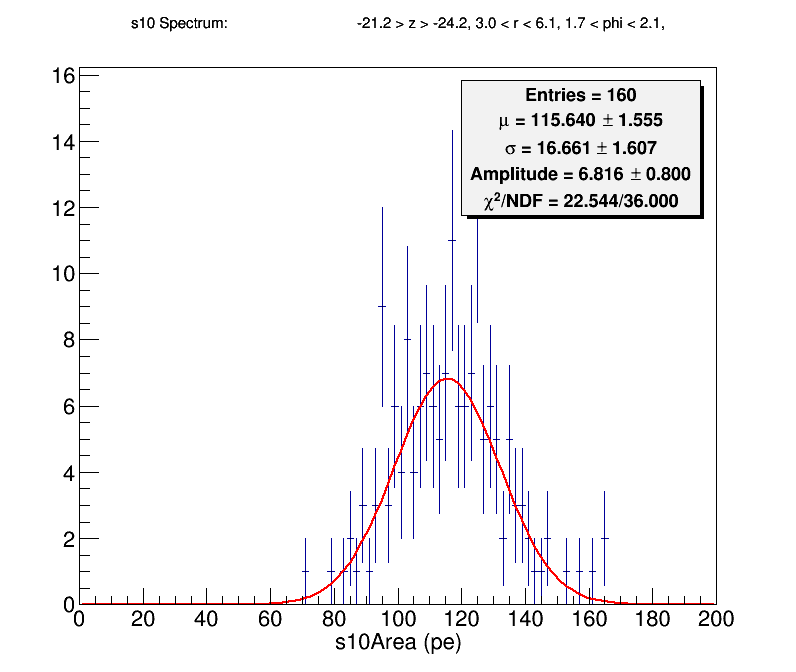 s10 Spectrum: -21.2 > z > -24.2, 3.0 < r < 6.1, 1.7 < phi < 2.1,
Entries = 160
μ = 115.640 ± 1.555
σ = 16.661 ± 1.607
Amplitude = 6.816 ± 0.800
χ²/NDF = 22.544/36.000
16
14
12
10
8
6
4
2
0
0 20 40 60 80 100 120 140 160 180 200
s10Area (pe)